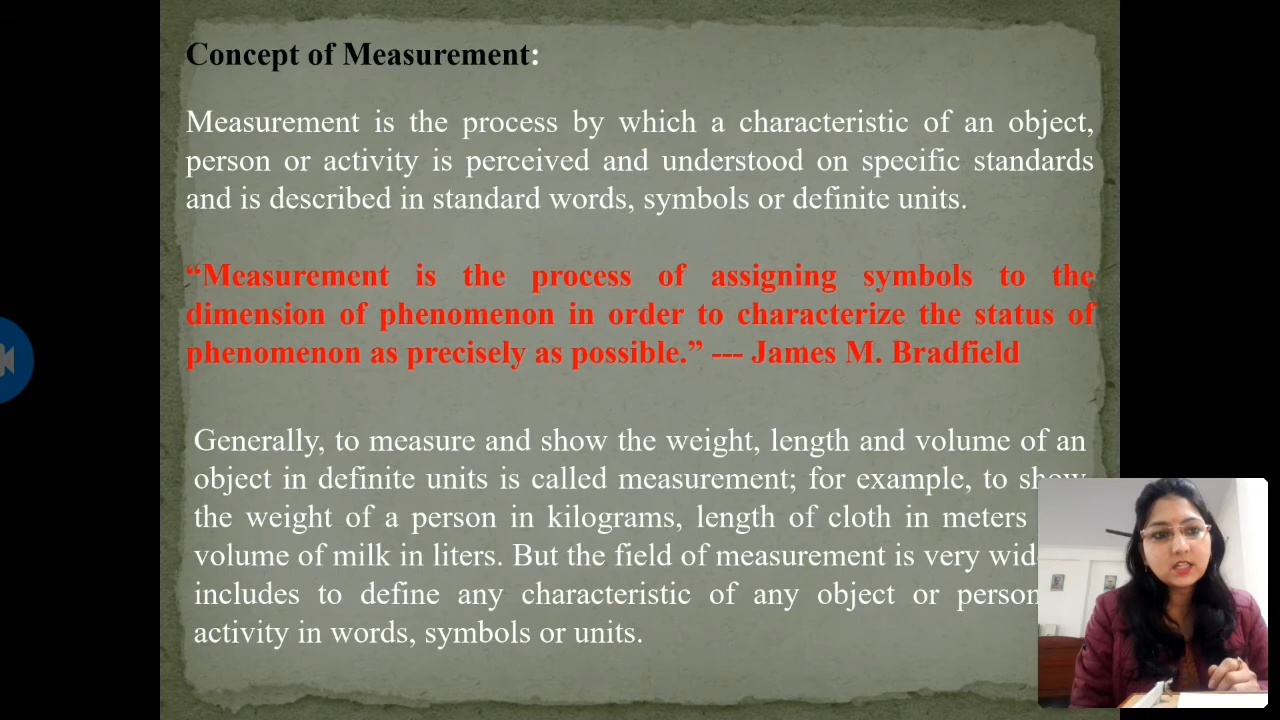 Concept of Measurement:
Measurement is the process by which a characteristic of an object,
person or activity is perceived and understood on specific standards
and is described in standard words, symbols or definite units.
“Measurement is the process of assigning symbols to the
dimension of phenomenon in order to characterize the status of
phenomenon as precisely as possible.” --- James M. Bradfield
Generally, to measure and show the weight, length and volume of an
object in definite units is called measurement; for example, to show
the weight of a person in kilograms, length of cloth in meters
volume of milk in liters. But the field of measurement is very
includes to define any characteristic of any object or person
activity in words, symbols or units.